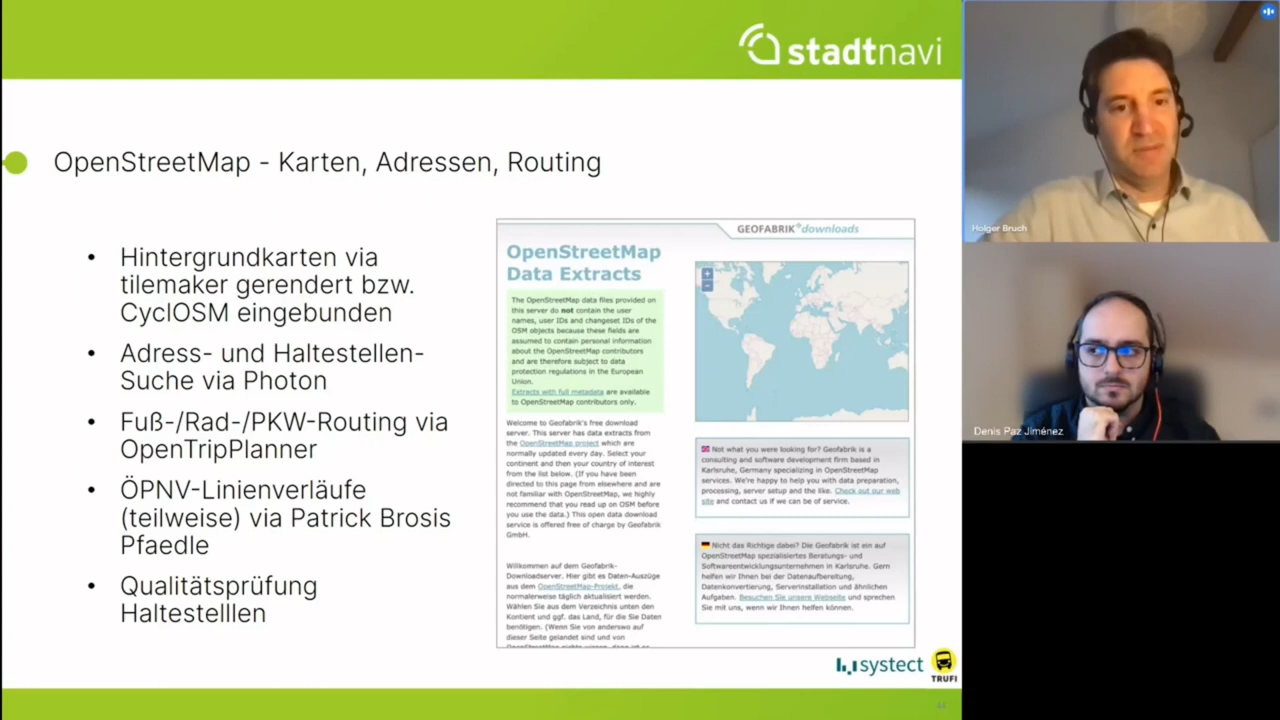 stadtnavi
OpenStreetMap - Karten, Adressen, Routing
• Hintergrundkarten via
tilemaker gerendert bzw.
CyclOSM eingebunden
• Adress- und Haltestellen-
Suche via Photon
• Fuß-/Rad-/PKW-Routing via
OpenTripPlanner
• ÖPNV-Linienverläufe
(teilweise) via Patrick Brosis
Pfaedle
• Qualitätsprüfung
Haltestelllen
GEOFABRIK downloads
OpenStreetMap
Data Extracts
The OpenStreetMap data files provided on
this server do not contain the user
names, user IDs and changeset IDs of the
OSM objects because these fields are
assumed to contain personal information
about the OpenStreetMap contributors
and are therefore subject to data
protection regulations in the European
Union.
Extracts with full metadata are available
to OpenStreetMap contributors only.
Welcome to Geofabrik's free download
server. This server has data extracts from
the OpenStreetMap project which are
normally updated every day. Select your
continent and then your country of interest
from the list below. (If you have been
directed to this page from elsewhere and are
not familiar with OpenStreetMap, we highly
recommend that you read up on OSM before
you use the data.) This open data download
service is offered free of charge by Geofabrik
GmbH.
Willkommen auf dem Geofabrik-
Downloadserver. Hier gibt es Daten-Auszüge
aus dem OpenStreetMap-Projekt, die
normalerweise täglich aktualisiert werden.
Wählen Sie aus dem Verzeichnis unten den
Kontient und ggf. das Land, für die Sie Daten
benötigen. (Wenn Sie von anderswo auf
dieser Seite gelandet sind und von
OpenStreetMap nichts wissen, dann ist es
+
−
Not what you were looking for? Geofabrik is a
consulting and software development firm based in
Karlsruhe, Germany specializing in OpenStreetMap
services. We're happy to help you with data preparation,
processing, server setup and the like. Check out our web
site and contact us if we can be of service.
Nicht das Richtige dabei? Die Geofabrik ist ein auf
OpenStreetMap spezialisiertes Beratungs- und
Softwareentwicklungsunternehmen in Karlsruhe. Gern
helfen wir Ihnen bei der Datenaufbereitung,
Datenkonvertierung, Serverinstallation und ähnlichen
Aufgaben. Besuchen Sie unsere Webseite und sprechen
Sie mit uns, wenn wir Ihnen helfen können.
systect
TRUFI
44
Holger Bruch
Denis Paz Jiménez